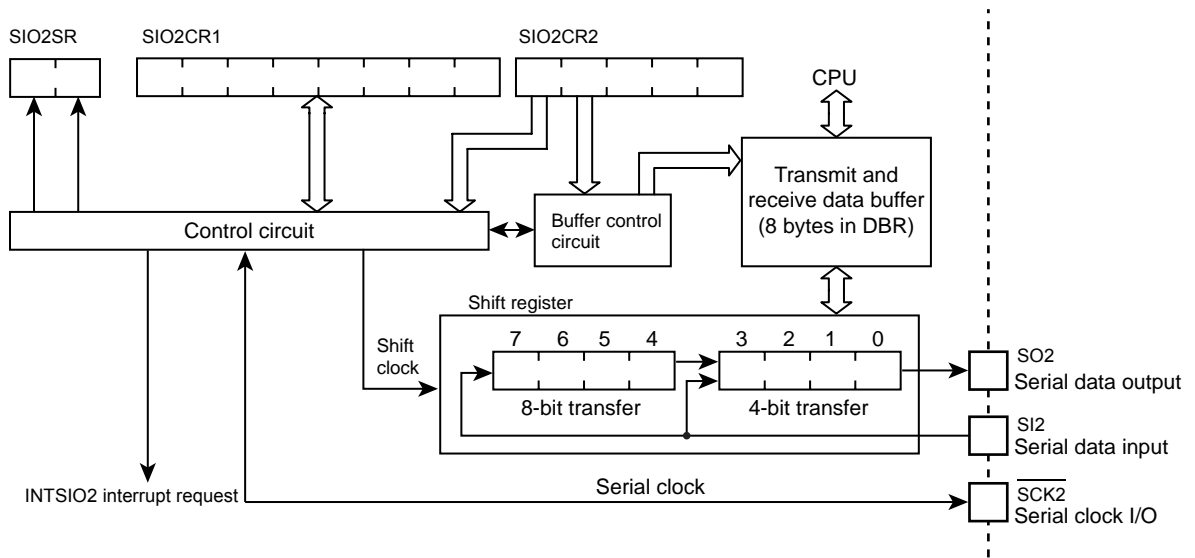 SIO2SR
SIO2CR1
SIO2CR2
CPU
Transmit and
receive data buffer
(8 bytes in DBR)
Control circuit
Buffer control
circuit
Shift register
Shift
clock
7 6 5 4 3 2 1 0
8-bit transfer
4-bit transfer
SO2
Serial data output
SI2
Serial data input
INTSIO2 interrupt request
Serial clock
SCK2
Serial clock I/O